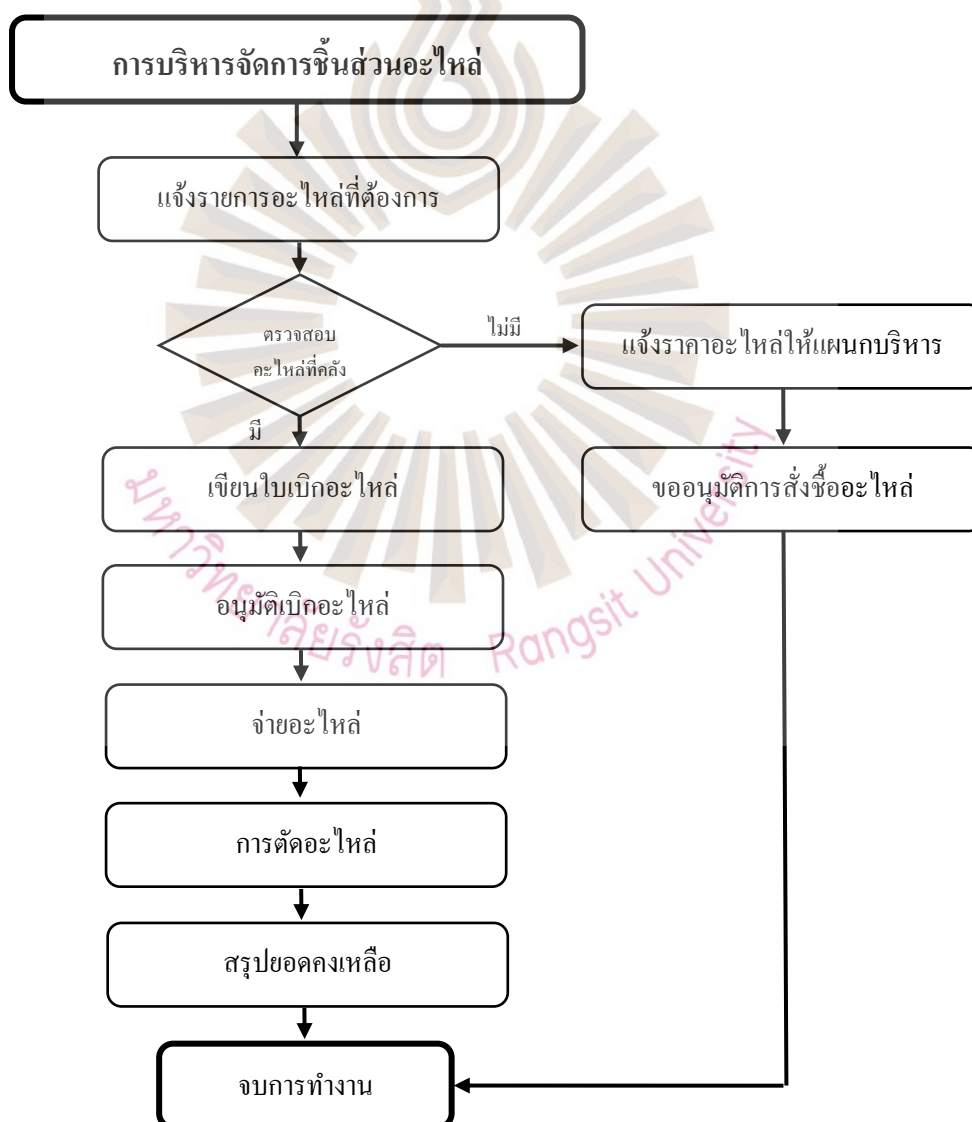 การบริหารจัดการชิ้นส่วนอะไหล่
แจ้งรายการอะไหล่ที่ต้องการ
ตรวจสอบ
อะไหล่ที่คลัง
ไม่มี
แจ้งราคาอะไหล่ให้แผนกบริหาร
มี
เขียนใบเบิกอะไหล่
ขออนุมัติการสั่งซื้ออะไหล่
อนุมัติเบิกอะไหล่
จ่ายอะไหล่
การตัดอะไหล่
สรุปยอดคงเหลือ
จบการทำงาน
มหาวิทยาลัยรังสิต Rangsit University